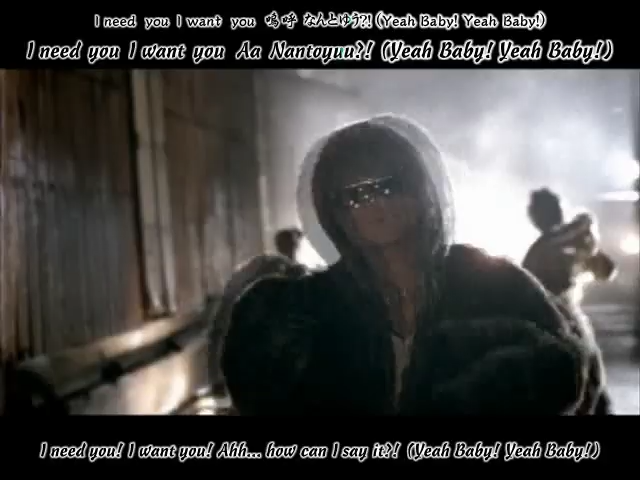 I need you I want you 嗚呼 なんとゆう?! (Yeah Baby! Yeah Baby!)
I need you I want you Aa Nantoyuu?! (Yeah Baby! Yeah Baby!)
I need you! I want you! Ahh... how can I say it?! (Yeah Baby! Yeah Baby!)